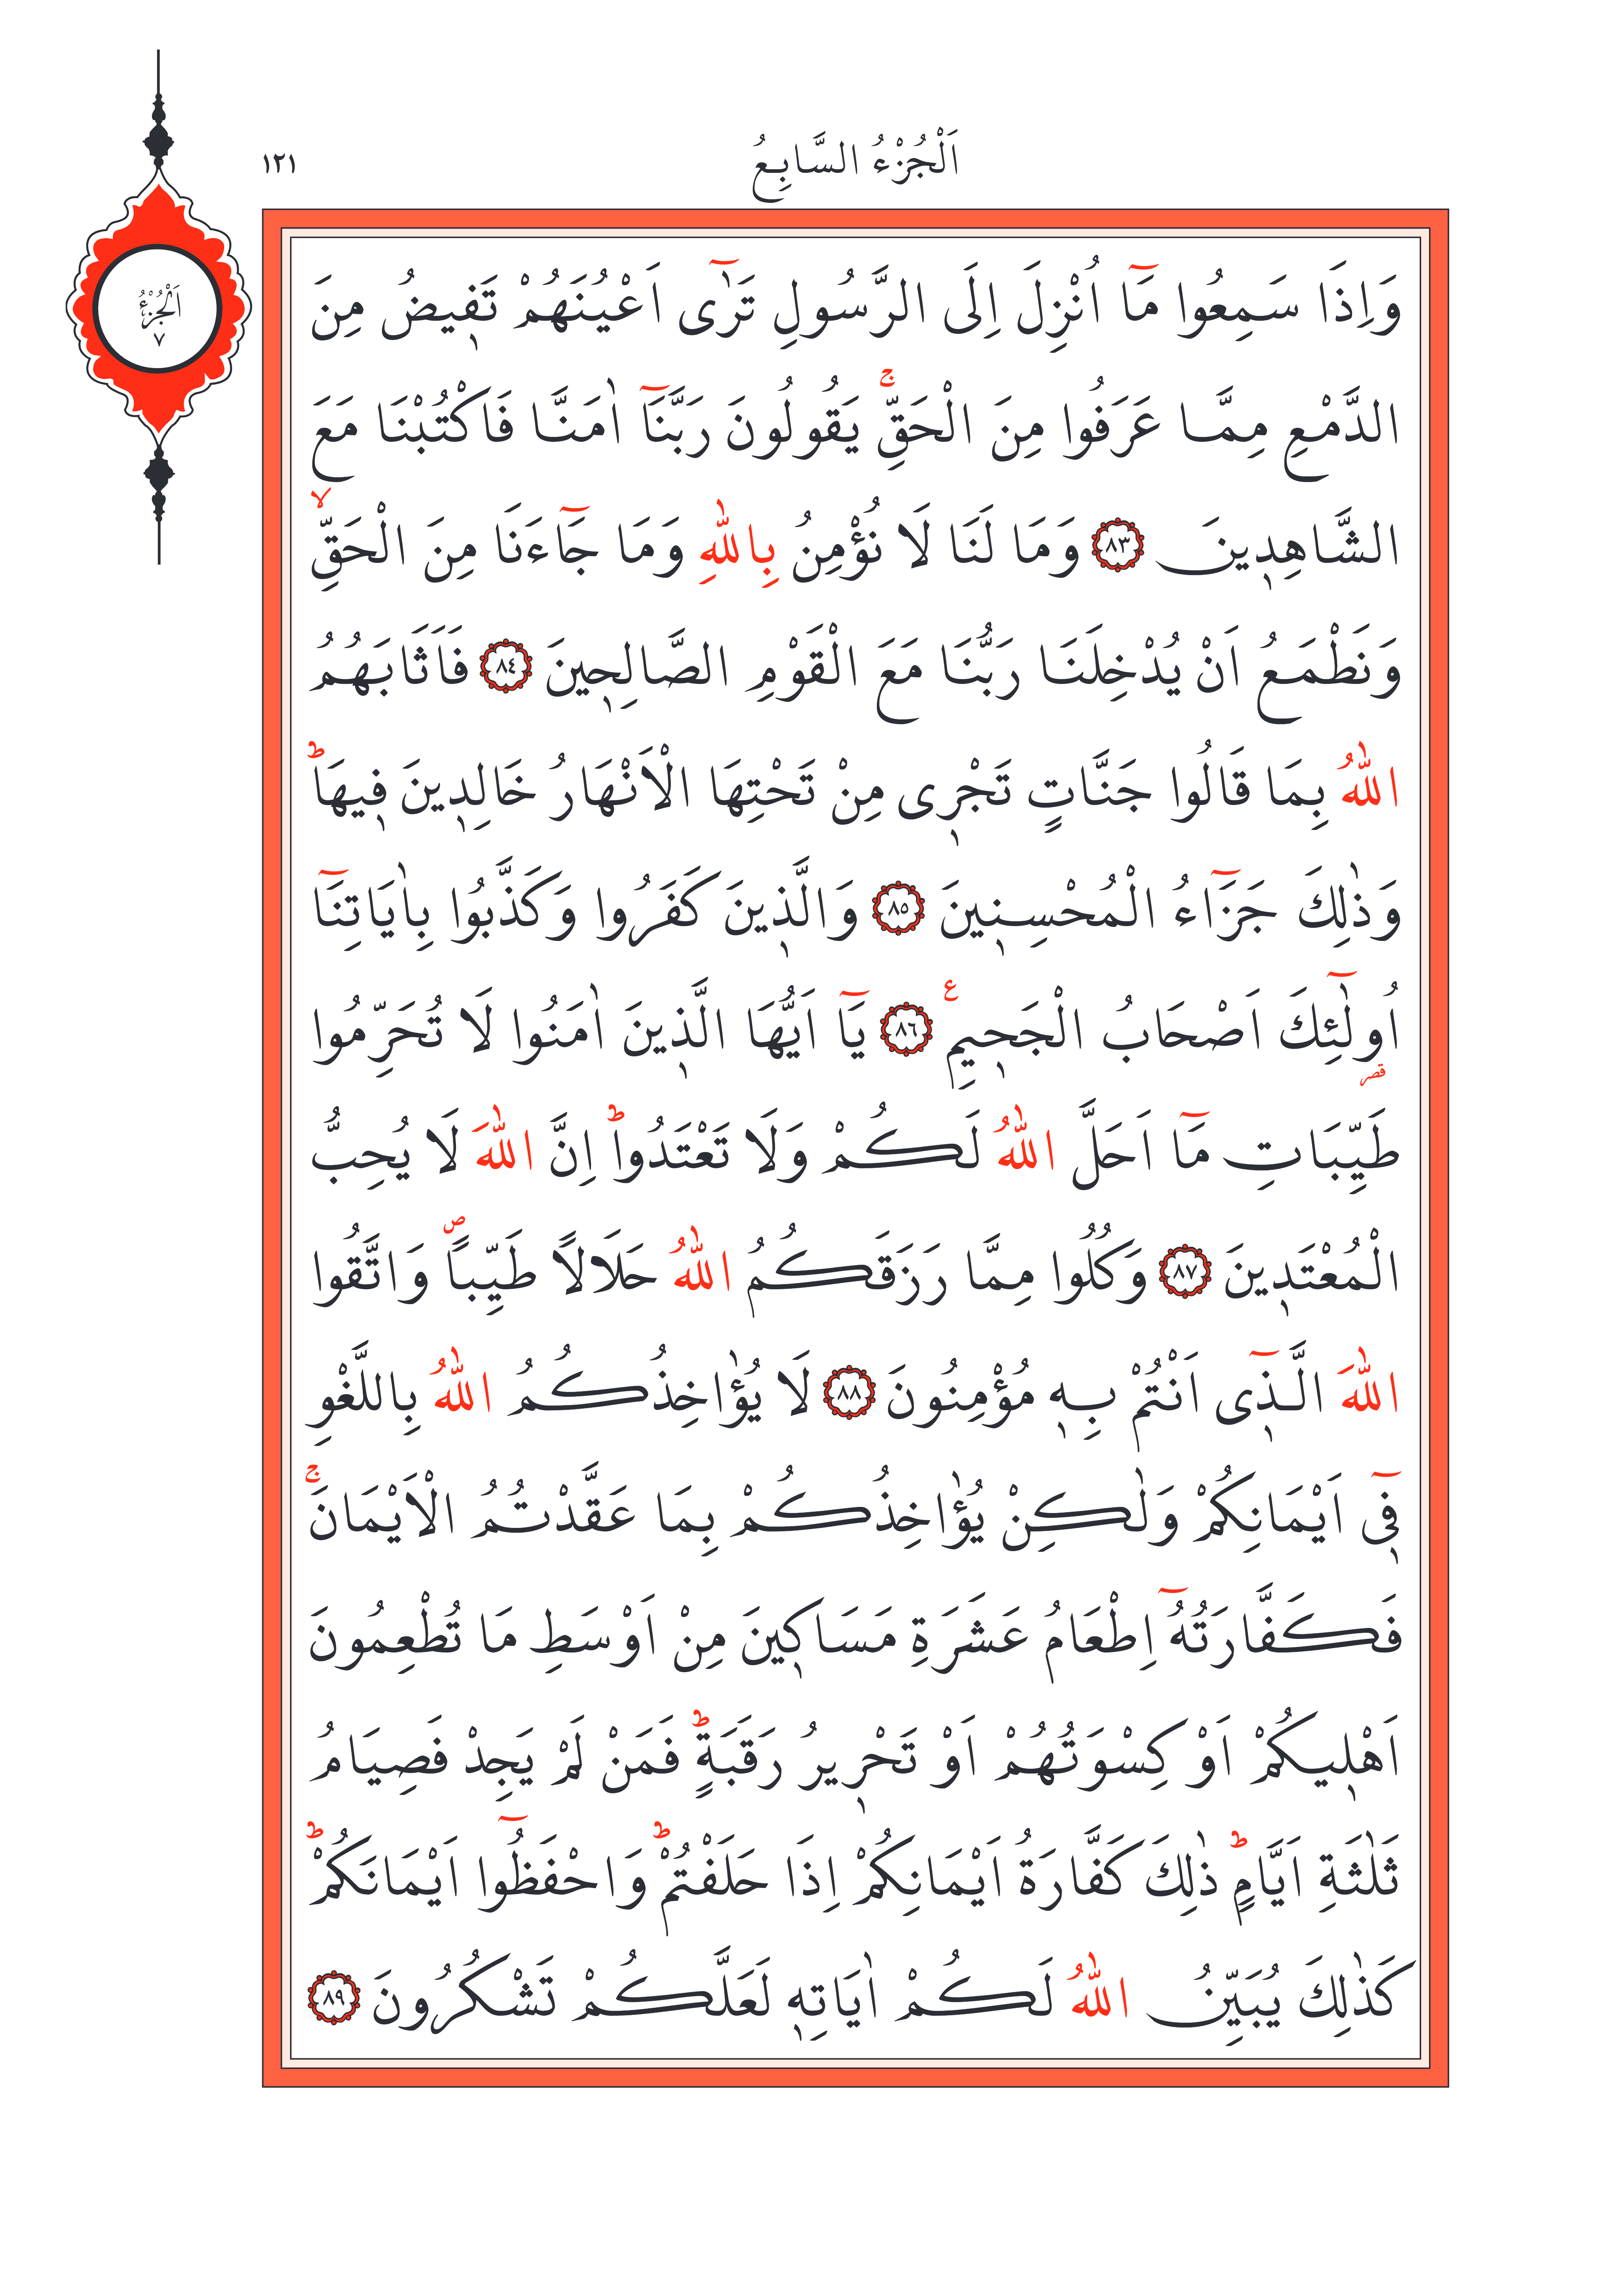 اَلْجُزْءُ السَّابِعُ
١٢١
اَلْجُزْءُ
٧
وَاِذَا سَمِعُوا مَٓا اُنْزِلَ اِلَى الرَّسُولِ تَرٰٓى اَعْيُنَهُمْ تَفٖيضُ مِنَ
الدَّمْعِ مِمَّا عَرَفُوا مِنَ الْحَقِّۚ يَقُولُونَ رَبَّنَٓا اٰمَنَّا فَاكْتُبْنَا مَعَ
الشَّاهِدٖينَ ﴿٨٣﴾ وَمَا لَنَا لَا نُؤْمِنُ بِاللّٰهِ وَمَا جَٓاءَنَا مِنَ الْحَقِّۙ
وَنَطْمَعُ اَنْ يُدْخِلَنَا رَبُّنَا مَعَ الْقَوْمِ الصَّالِحٖينَ ﴿٨٤﴾ فَاَثَابَهُمُ
اللّٰهُ بِمَا قَالُوا جَنَّاتٍ تَجْرٖى مِنْ تَحْتِهَا الْاَنْهَارُ خَالِدٖينَ فٖيهَاؕ
وَذٰلِكَ جَزَٓاءُ الْمُحْسِنٖينَ ﴿٨٥﴾ وَالَّذٖينَ كَفَرُوا وَكَذَّبُوا بِاٰيَاتِنَٓا
اُو۬لٰٓئِكَ اَصْحَابُ الْجَحٖيمِࣖ ﴿٨٦﴾ يَٓا اَيُّهَا الَّذٖينَ اٰمَنُوا لَا تُحَرِّمُوا
قصر
طَيِّبَاتِ مَٓا اَحَلَّ اللّٰهُ لَكُمْ وَلَا تَعْتَدُواؕ اِنَّ اللّٰهَ لَا يُحِبُّ
الْمُعْتَدٖينَ ﴿٨٧﴾ وَكُلُوا مِمَّا رَزَقَكُمُ اللّٰهُ حَلَالًا طَيِّبًاࣕ وَاتَّقُوا
اللّٰهَ الَّذٖٓى اَنْتُمْ بِهٖ مُؤْمِنُونَ ﴿٨٨﴾ لَا يُؤٰاخِذُكُمُ اللّٰهُ بِاللَّغْوِ
فٖٓى اَيْمَانِكُمْ وَلٰكِنْ يُؤٰاخِذُكُمْ بِمَا عَقَّدْتُمُ الْاَيْمَانَۚ
فَكَفَّارَتُهُٓ اِطْعَامُ عَشَرَةِ مَسَاكٖينَ مِنْ اَوْسَطِ مَا تُطْعِمُونَ
اَهْلٖيكُمْ اَوْ كِسْوَتُهُمْ اَوْ تَحْرٖيرُ رَقَبَةٍؕ فَمَنْ لَمْ يَجِدْ فَصِيَامُ
ثَلٰثَةِ اَيَّامٍؕ ذٰلِكَ كَفَّارَةُ اَيْمَانِكُمْ اِذَا حَلَفْتُمْؕ وَاحْفَظُٓوا اَيْمَانَكُمْؕ
كَذٰلِكَ يُبَيِّنُ اللّٰهُ لَكُمْ اٰيَاتِهٖ لَعَلَّكُمْ تَشْكُرُونَ ﴿٨٩﴾